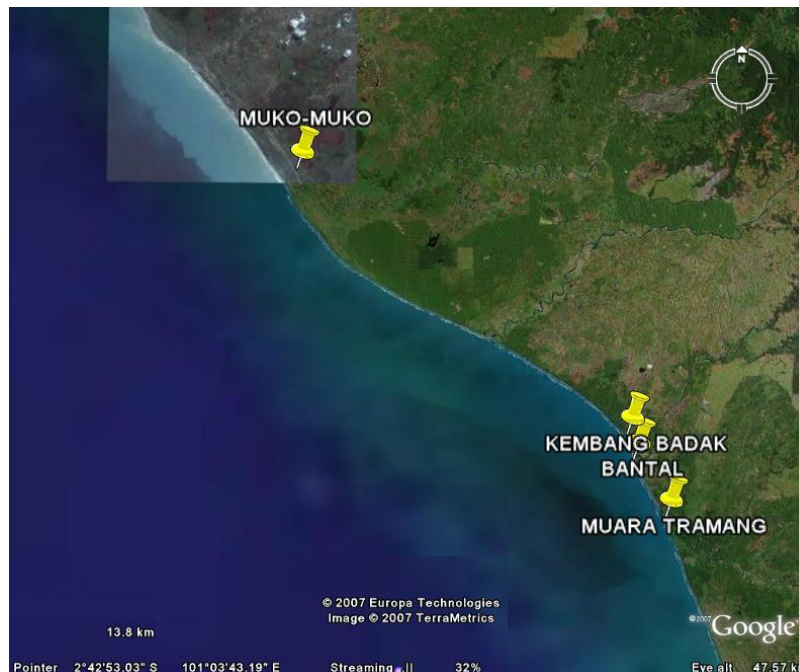 N
MUKO-MUKO
KEMBANG BADAK
BANTAL
MUARA TRAMANG
© 2007 Europa Technologies
Image © 2007 TerraMetrics
©2007 Google
13.8 km
Pointer 2°42'53.03" S 101°03'43.19" E Streaming || 32% Eye alt 47.57 k